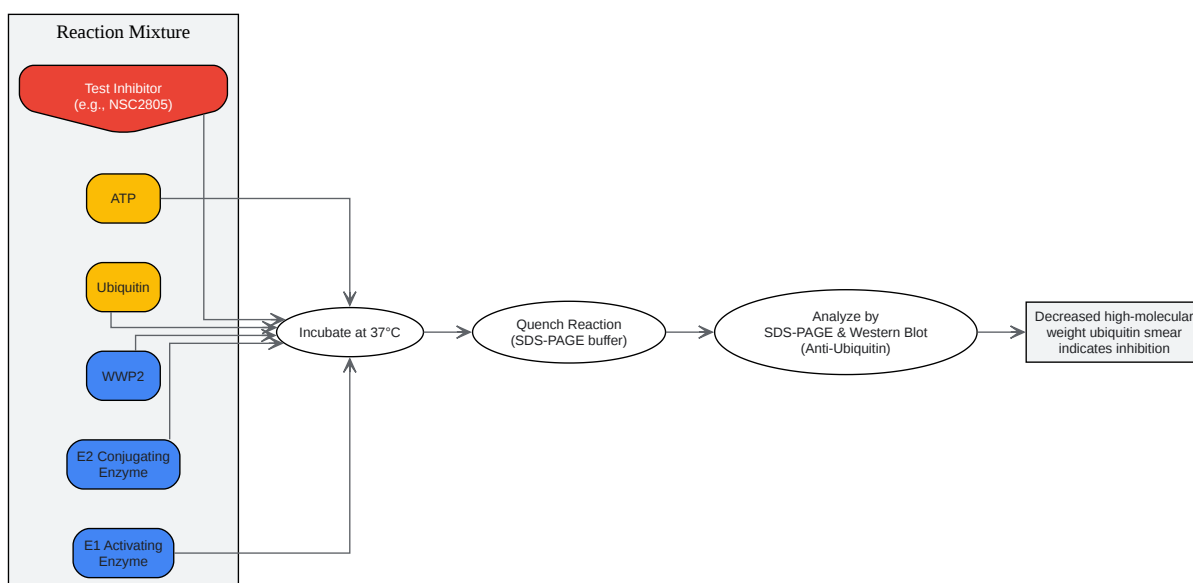 Reaction Mixture
Test Inhibitor
(e.g., NSC2805)
ATP
Ubiquitin
WWP2
E2 Conjugating
Enzyme
E1 Activating
Enzyme
Incubate at 37°C
Quench Reaction
(SDS-PAGE buffer)
Analyze by
SDS-PAGE & Western Blot
(Anti-Ubiquitin)
Decreased high-molecular
weight ubiquitin smear
indicates inhibition